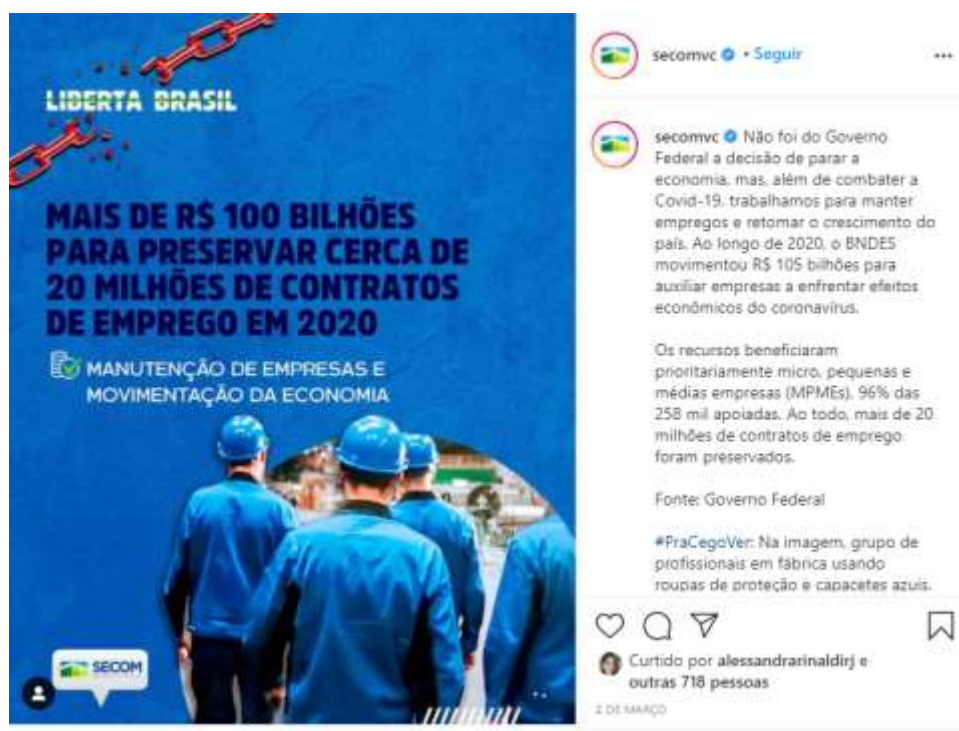 LIBERTA BRASIL
MAIS DE R$ 100 BILHÕES
PARA PRESERVAR CERCA DE
20 MILHÕES DE CONTRATOS
DE EMPREGO EM 2020
MANUTENÇÃO DE EMPRESAS E
MOVIMENTAÇÃO DA ECONOMIA
SECOM
secomvc • Seguir
secomvc Não foi do Governo
Federal a decisão de parar a
economia, mas, além de combater a
Covid-19, trabalhamos para manter
empregos e retomar o crescimento do
país. Ao longo de 2020, o BNDES
movimentou R$ 105 bilhões para
auxiliar empresas a enfrentar efeitos
econômicos do coronavírus.
Os recursos beneficiaram
prioritariamente micro, pequenas e
médias empresas (MPMEs), 96% das
258 mil apoiadas. Ao todo, mais de 20
milhões de contratos de emprego
foram preservados.
Fonte: Governo Federal
#PraCegoVer: Na imagem, grupo de
profissionais em fábrica usando
roupas de proteção e capacetes azuis.
Curtido por alessandrarinaldirj e
outras 718 pessoas
2 DE MARÇO